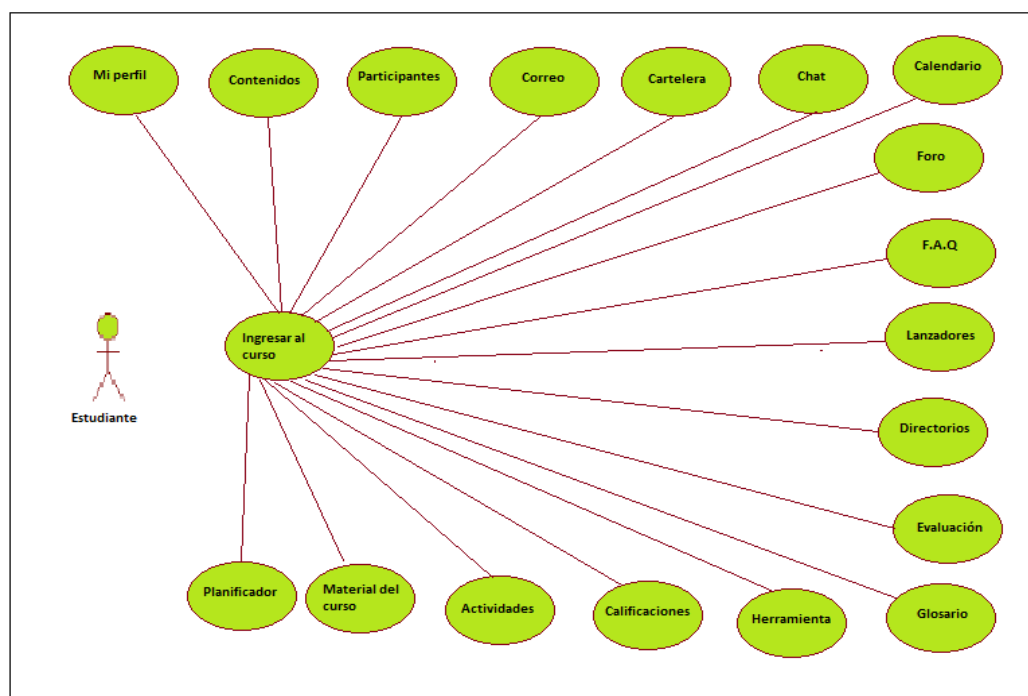 Mi perfil
Contenidos
Participantes
Correo
Cartelera
Chat
Calendario
Foro
F.A.Q
Ingresar al
curso
Lanzadores
Estudiante
Directorios
Evaluación
Planificador
Material del
curso
Actividades
Calificaciones
Herramienta
Glosario